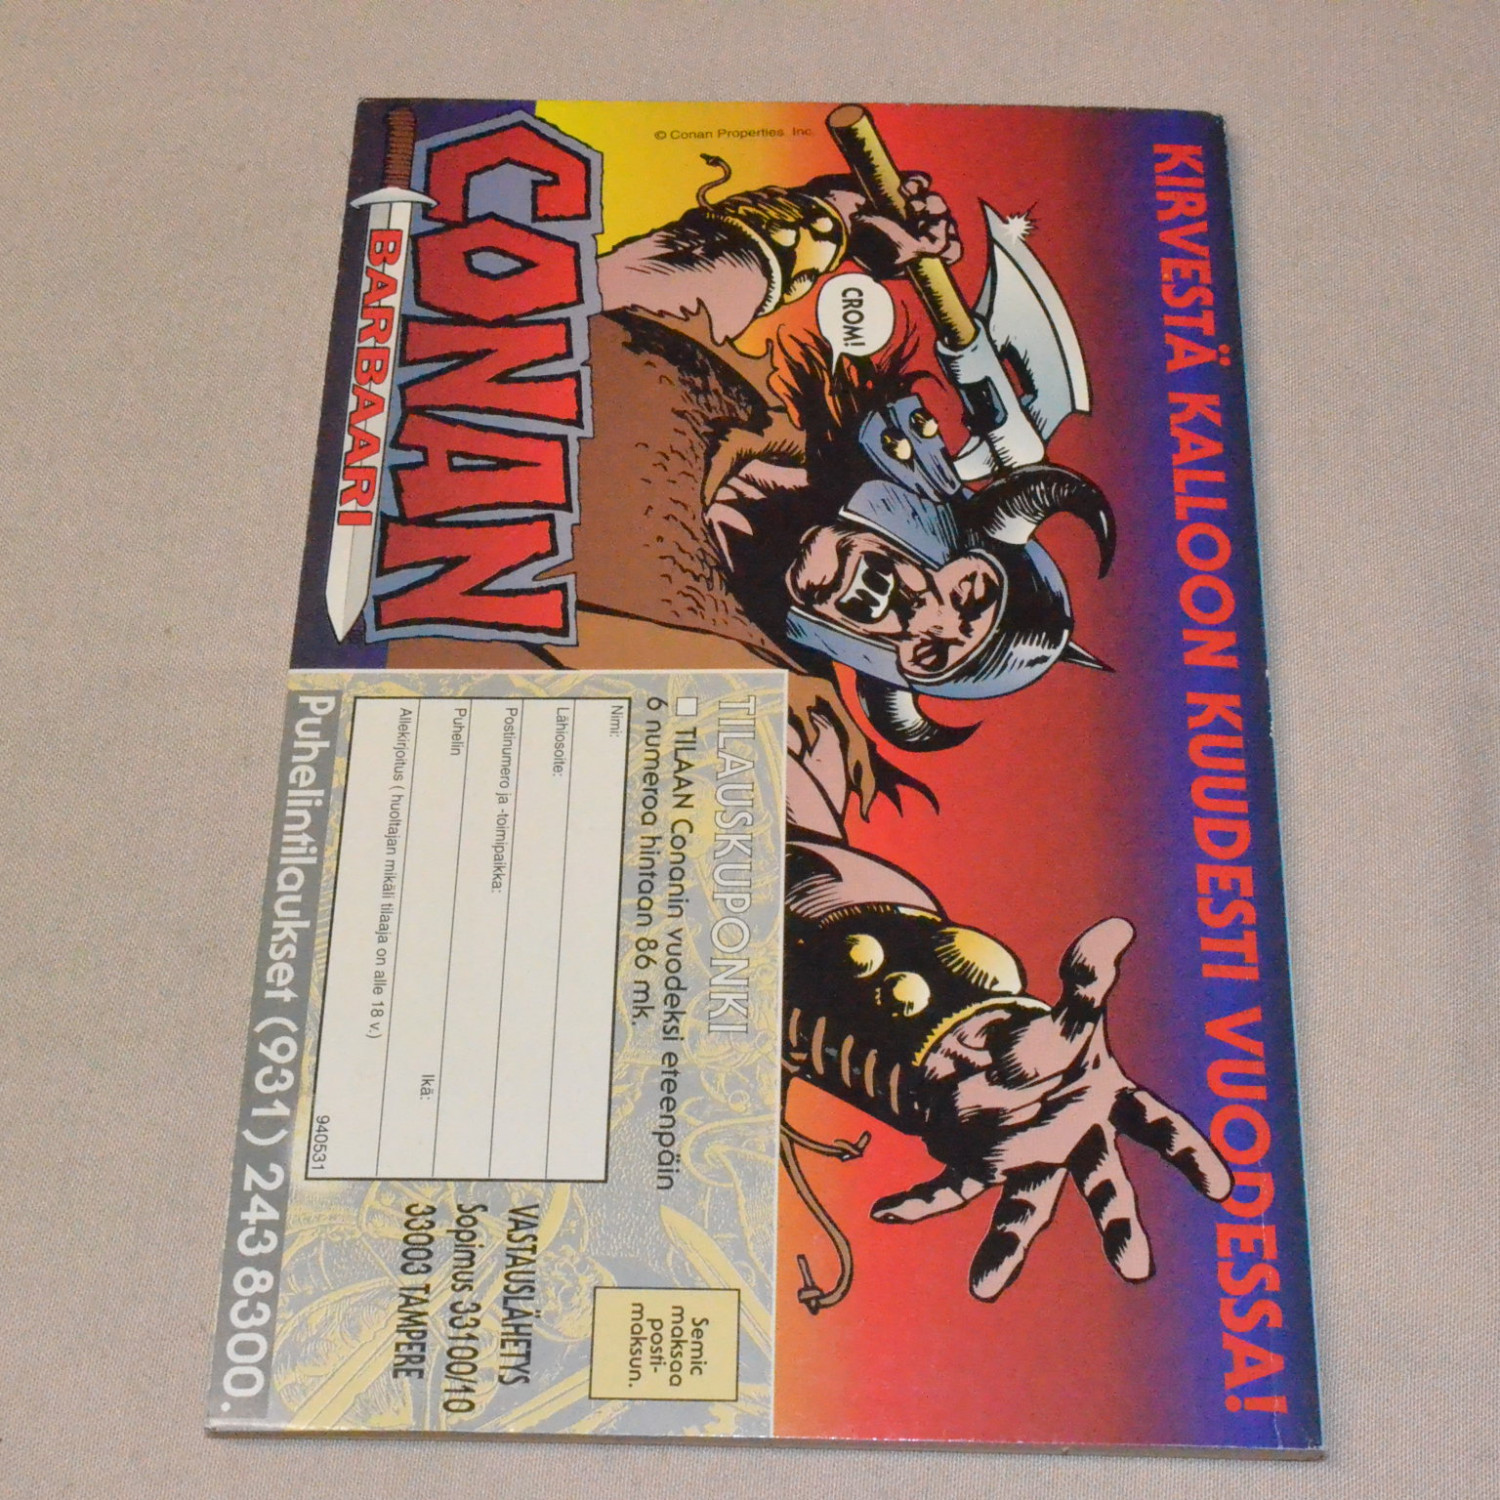 KIRVESTÄ KALLOON KUUDESTI VUODESSA!
© Conan Properties. Inc.
CROM!
CONAN
BARBAARI
TILAUSKUPONKI
TILAAN Conanin vuodeksi eteenpäin
6 numeroa hintaan 86 mk.
Nimi:
Lähiosoite:
Postinumero ja -toimipaikka:
Puhelin
Ikä:
Allekirjoitus ( huoltajan mikäli tilaaja on alle 18 v.)
940531
Semic
maksaa
posti-
maksun.
VASTAUSLÄHETYS
Sopimus 33100/10
33003 TAMPERE
Puhelintilaukset (931) 243 8300.